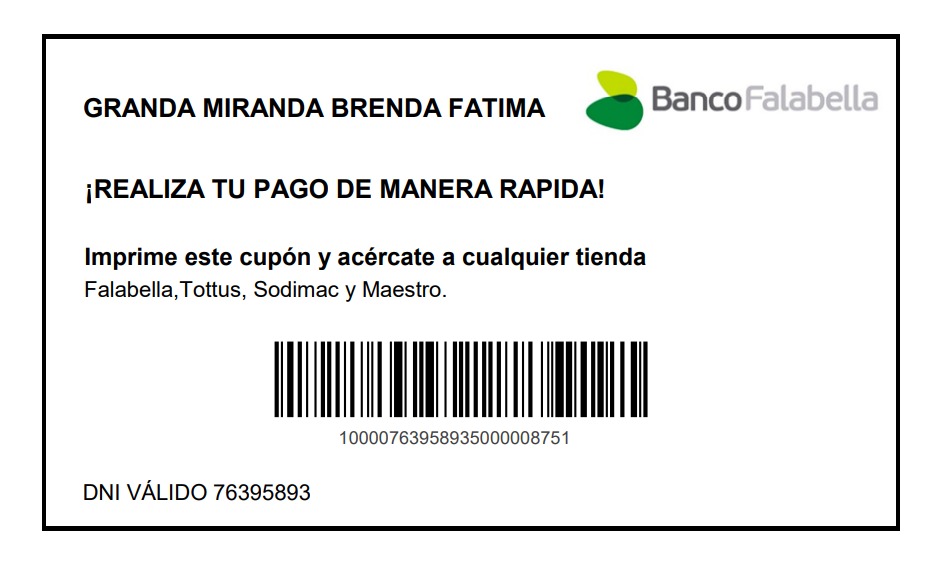 GRANDA MIRANDA BRENDA FATIMA
BancoFalabella
¡REALIZA TU PAGO DE MANERA RAPIDA!
Imprime este cupón y acércate a cualquier tienda
Falabella,Tottus, Sodimac y Maestro.
10000763958935000008751
DNI VÁLIDO 76395893